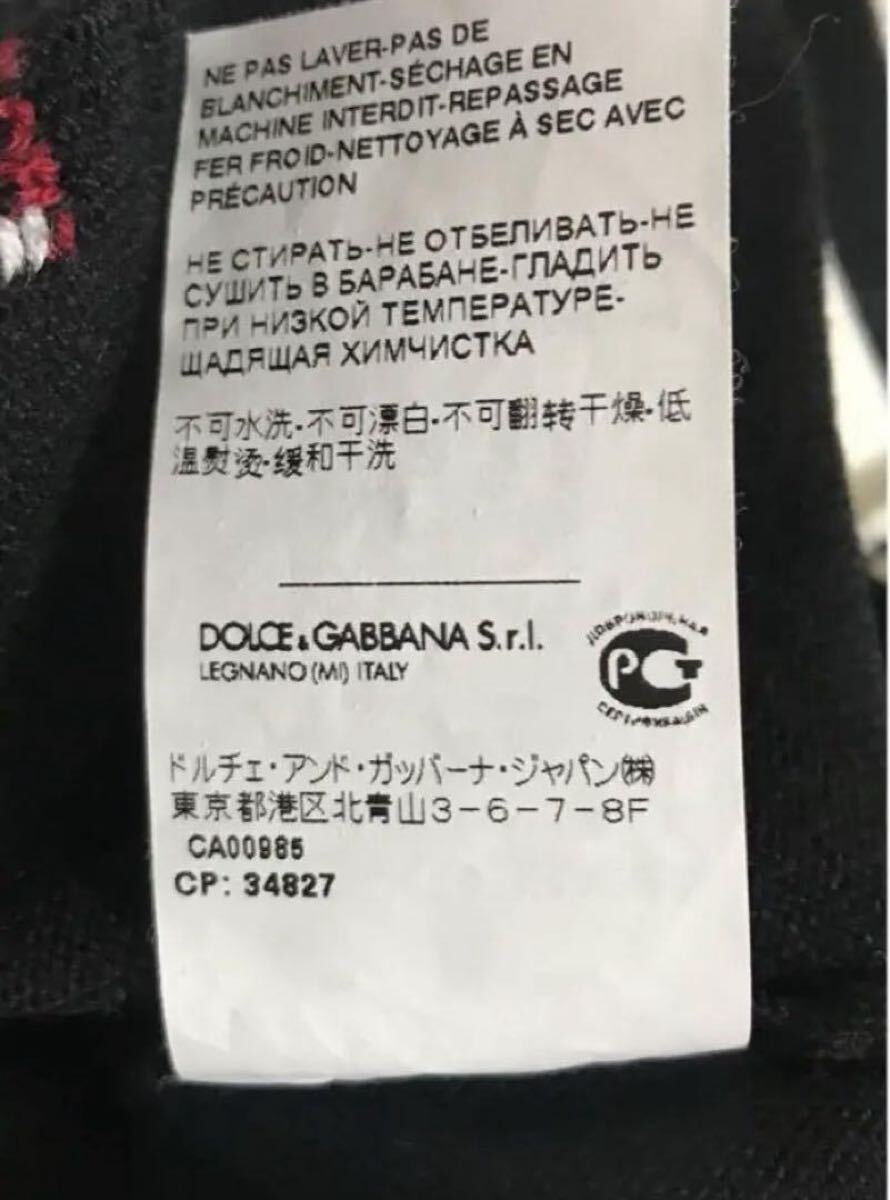 NE PAS LAVER-PAS DE
BLANCHIMENT-SÉCHAGE EN
MACHINE INTERDIT-REPASSAGE
FER FROID-NETTOYAGE À SEC AVEC
PRÉCAUTION
НЕ СТИРАТЬ-НЕ ОТБЕЛИВАТЬ-НЕ
СУШИТЬ В БАРАБАНЕ-ГЛАДИТЬ
ПРИ НИЗКОЙ ТЕМПЕРАТУРЕ-
ЩАДЯЩАЯ ХИМЧИСТКА
不可水洗-不可漂白-不可翻转干燥-低
温熨烫-缓和干洗
DOLCE & GABBANA S.r.l.
LEGNANO (MI) ITALY
ДОБРОВОЛЬНАЯ
РСТ
СЕРТИФИКАЦИЯ
ドルチェ・アンド・ガッバーナ・ジャパン㈱
東京都港区北青山3-6-7-8F
CA00985
CP: 34827